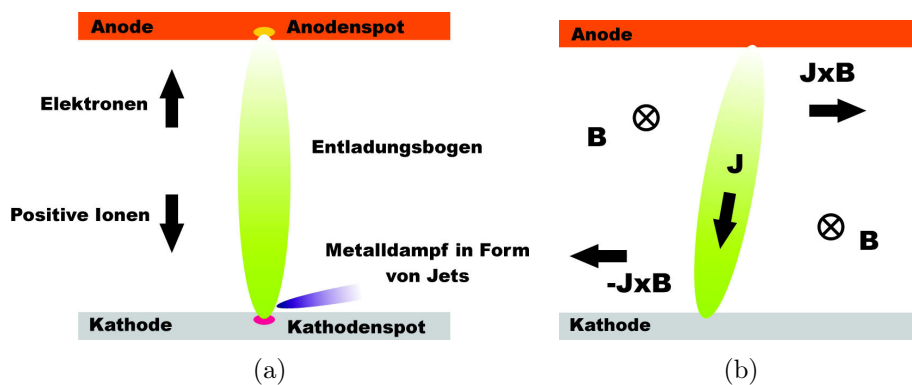 Anode
Anodenspot
Elektronen
Entladungsbogen
Positive Ionen
Metalldampf in Form
von Jets
Kathode
Kathodenspot
(a)
Anode
JxB
B
J
B
-JxB
Kathode
(b)